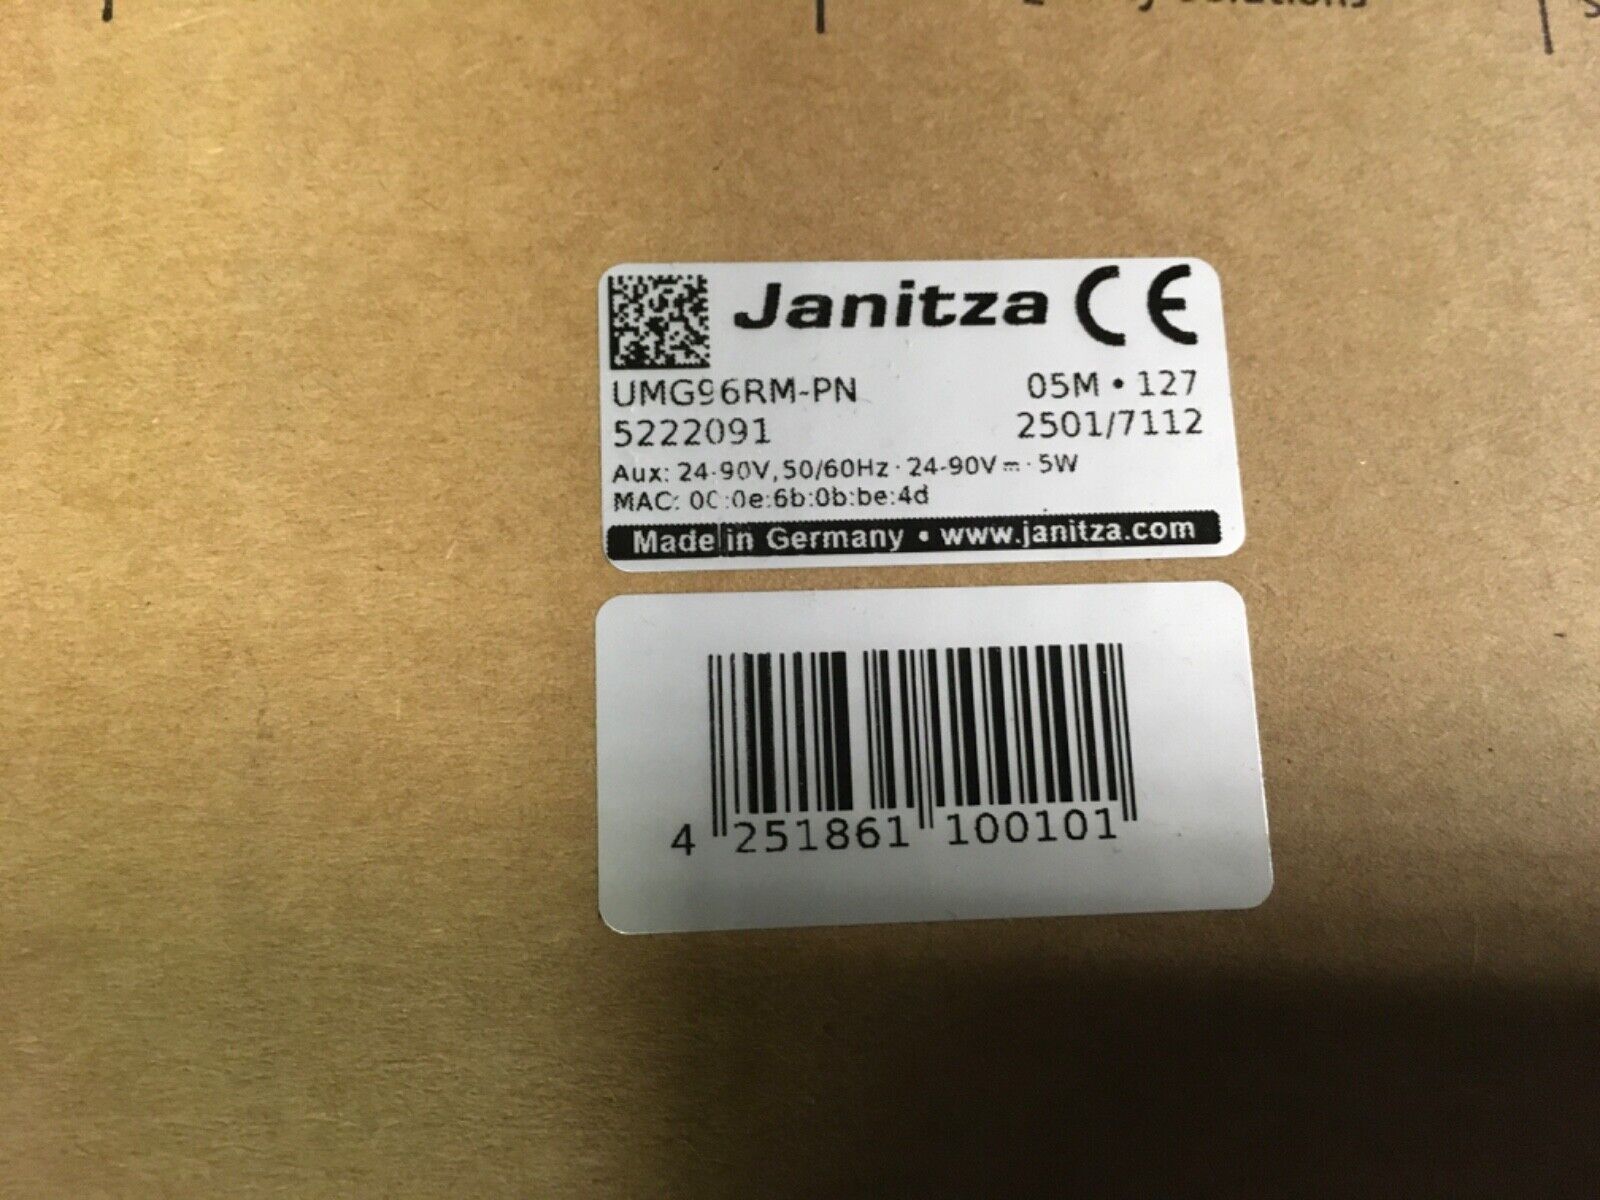 solutions
Janitza CE
UMG96RM-PN 05M • 127
5222091 2501/7112
Aux: 24-90V, 50/60Hz · 24-90V ⎓ · 5W
MAC: 00:0e:6b:0b:be:4d
Made in Germany • www.janitza.com
4 251861 100101